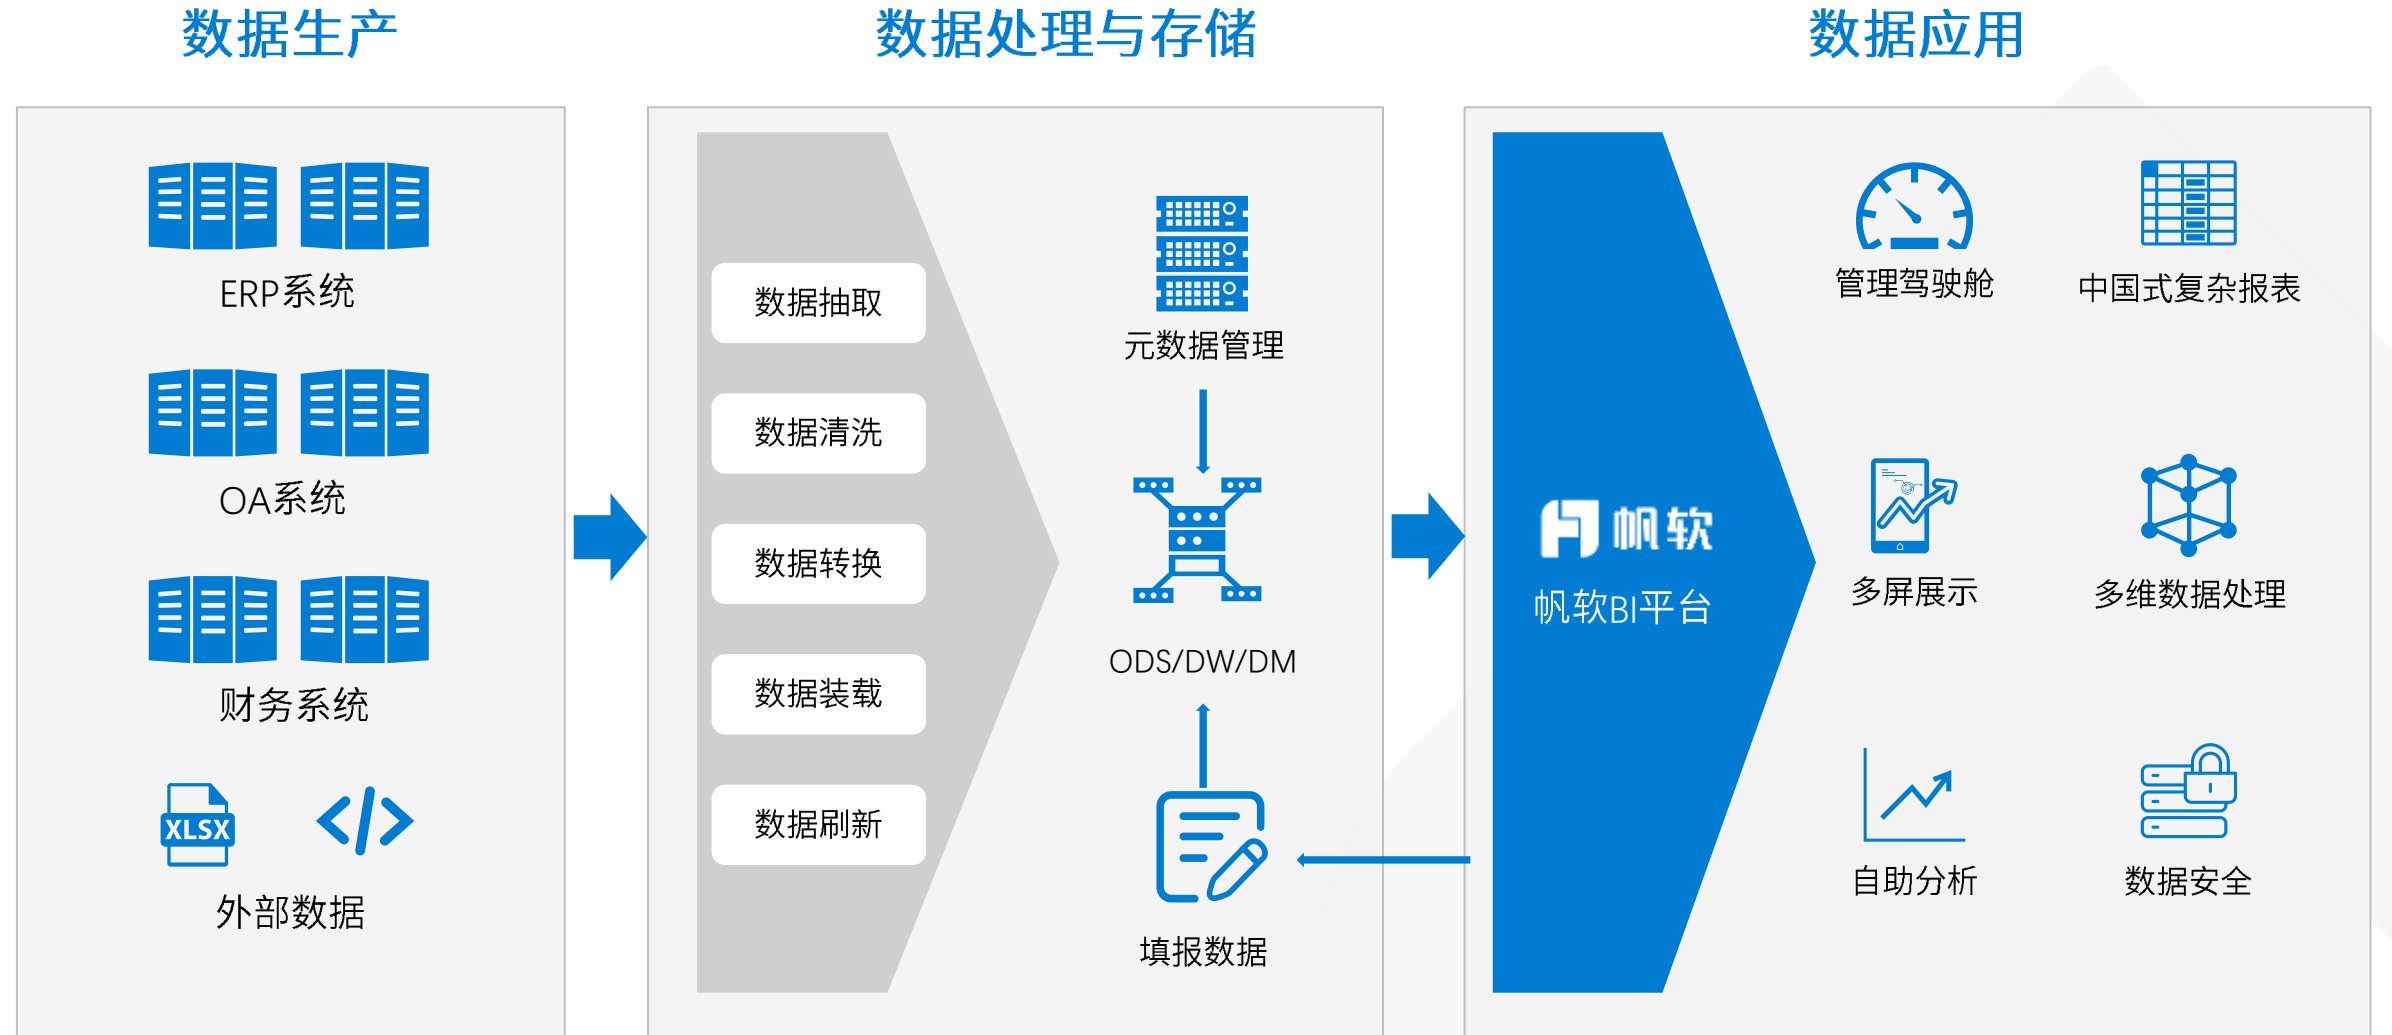 数据生产
数据处理与存储
数据应用
ERP系统
OA系统
财务系统
XLSX
</>
外部数据
数据抽取
数据清洗
数据转换
数据装载
数据刷新
元数据管理
ODS/DW/DM
填报数据
帆软
帆软BI平台
管理驾驶舱
中国式复杂报表
多屏展示
多维数据处理
自助分析
数据安全